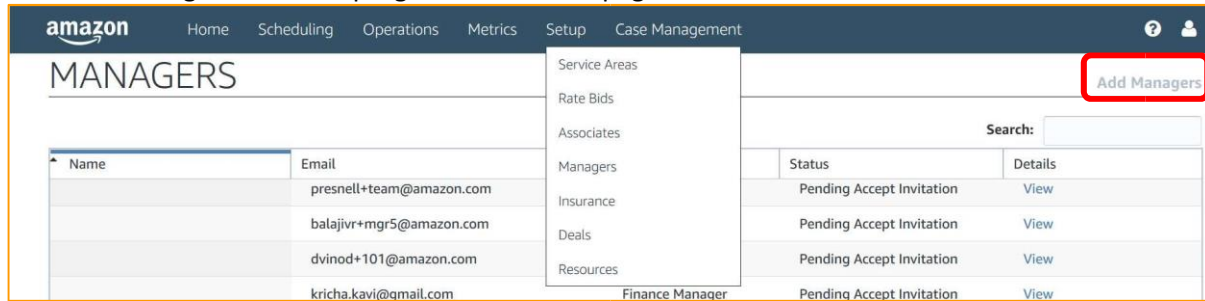 amazon Home Scheduling Operations Metrics Setup Case Management
MANAGERS
Add Managers
Service Areas
Rate Bids
Associates
Managers
Insurance
Deals
Resources
Search:
Name Email Status Details
presnell+team@amazon.com Pending Accept Invitation View
balajivr+mgr5@amazon.com Pending Accept Invitation View
dvinod+101@amazon.com Pending Accept Invitation View
kricha.kavi@gmail.com Finance Manager Pending Accept Invitation View